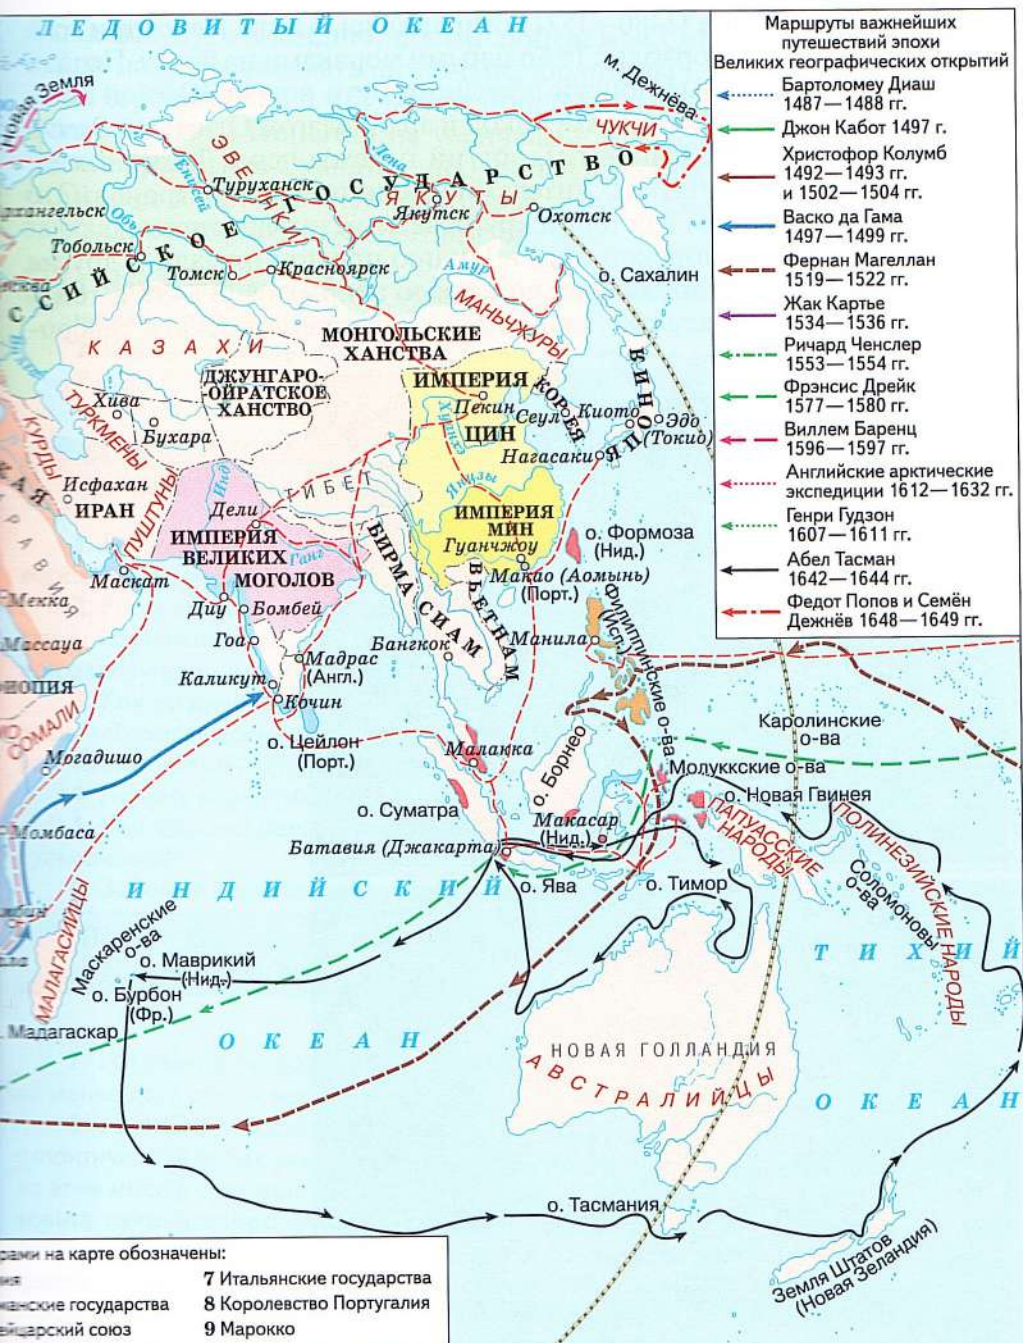 ЛЕДОВИТЫЙ ОКЕАН
Новая Земля
м. Дежнёва
ЧУКЧИ
ЭВЕНКИ
Лена
Енисей
Обь
Туруханск
ГОСУДАРСТВО
ЯКУТЫ
Якутск
Охотск
Тобольск
ССИЙСКОЕ
Томск
Красноярск
Амур
о. Сахалин
МАНЬЧЖУРЫ
КАЗАХИ
МОНГОЛЬСКИЕ
ХАНСТВА
ДЖУНГАРО-
-ОЙРАТСКОЕ
ХАНСТВО
ИМПЕРИЯ
ЦИН
Пекин
Хуанхэ
КОРЕЯ
Сеул
Киото
Эдо
(Токио)
ЯПОНИЯ
Нагасаки
Хива
ТУРКМЕНЫ
Бухара
КУРДЫ
Исфахан
ИРАН
ПУШТУНЫ
Инд
ТИБЕТ
Янцзы
Дели
ИМПЕРИЯ
ВЕЛИКИХ
МОГОЛОВ
Ганг
ИМПЕРИЯ
МИН
Гуанчжоу
о. Формоза
(Нид.)
Макао (Аомынь)
(Порт.)
БИРМА
СИАМ
ВЬЕТНАМ
Маскат
Мекка
Диу
Бомбей
Массауа
Гоа
Мадрас
(Англ.)
Бангкок
Манила
Филиппинские о-ва
(Исп.)
Каликут
Кочин
СОМАЛИ
о. Цейлон
(Порт.)
Могадишо
Малакка
о. Борнео
Каролинские
о-ва
Молуккские о-ва
о. Новая Гвинея
о. Суматра
Макасар
(Нид.)
ПАПУАССКИЕ
НАРОДЫ
ПОЛИНЕЗИЙСКИЕ НАРОДЫ
Момбаса
Батавия (Джакарта)
о. Ява
о. Тимор
Соломоновы
о-ва
ИНДИЙСКИЙ
ОКЕАН
МАЛАГАСИЙЦЫ
Маскаренские
о-ва
о. Маврикий
(Нид.)
о. Бурбон
(Фр.)
Мадагаскар
ТИХИЙ
ОКЕАН
НОВАЯ ГОЛЛАНДИЯ
АВСТРАЛИЙЦЫ
о. Тасмания
Земля Штатов
(Новая Зеландия)
Маршруты важнейших
путешествий эпохи
Великих географических открытий
Бартоломеу Диаш
1487—1488 гг.
Джон Кабот 1497 г.
Христофор Колумб
1492—1493 гг.
и 1502—1504 гг.
Васко да Гама
1497—1499 гг.
Фернан Магеллан
1519—1522 гг.
Жак Картье
1534—1536 гг.
Ричард Ченслер
1553—1554 гг.
Фрэнсис Дрейк
1577—1580 гг.
Виллем Баренц
1596—1597 гг.
Английские арктические
экспедиции 1612—1632 гг.
Генри Гудзон
1607—1611 гг.
Абел Тасман
1642—1644 гг.
Федот Попов и Семён
Дежнёв 1648—1649 гг.
на карте обозначены:
7 Итальянские государства
государства
8 Королевство Португалия
союз
9 Марокко